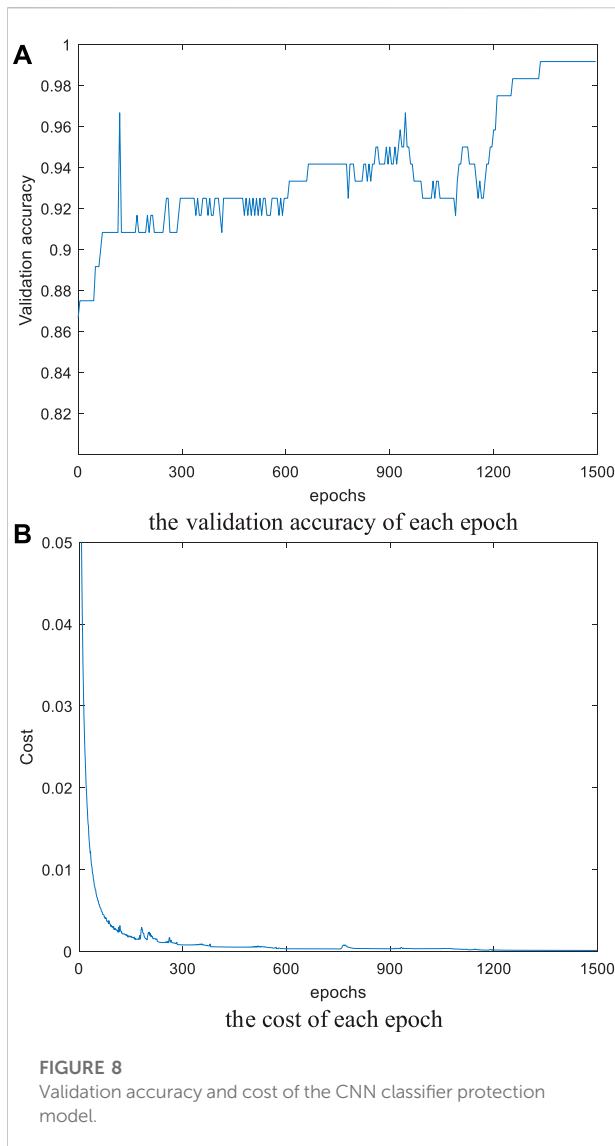 A
1
0.98
0.96
0.94
0.92
0.9
0.88
0.86
0.84
0.82
Validation accuracy
0 300 600 900 1200 1500
epochs
the validation accuracy of each epoch
B
0.05
0.04
0.03
0.02
0.01
0
Cost
0 300 600 900 1200 1500
epochs
the cost of each epoch
FIGURE 8
Validation accuracy and cost of the CNN classifier protection
model.